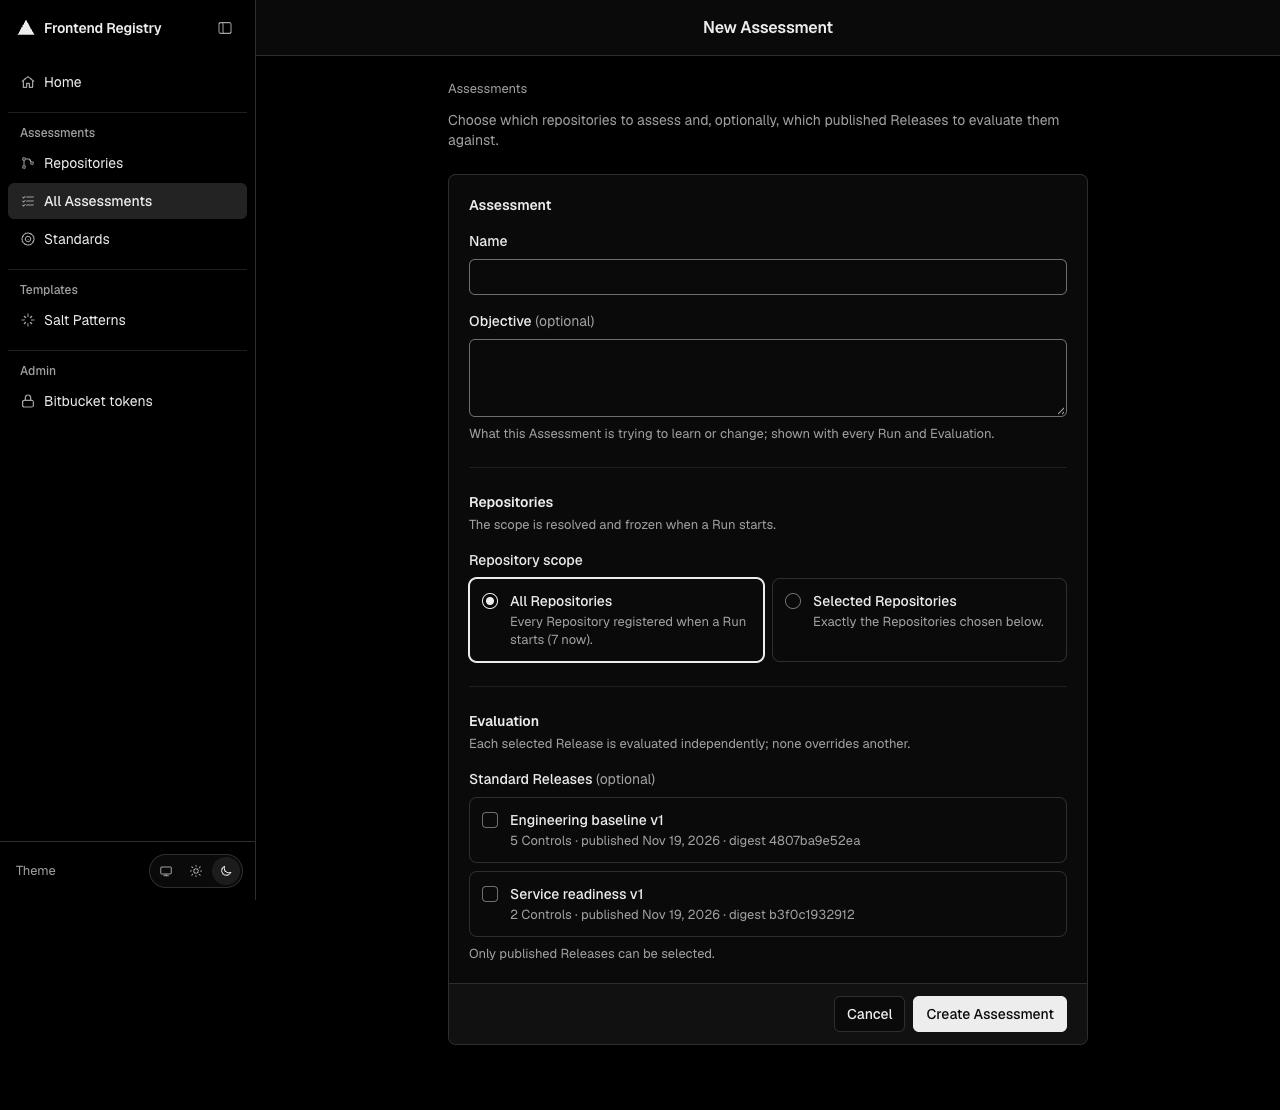 Frontend Registry
Home
Assessments
Repositories
All Assessments
Standards
Templates
Salt Patterns
Admin
Bitbucket tokens
Theme
New Assessment
Assessments
Choose which repositories to assess and, optionally, which published Releases to evaluate them
against.
Assessment
Name
Objective (optional)
What this Assessment is trying to learn or change; shown with every Run and Evaluation.
Repositories
The scope is resolved and frozen when a Run starts.
Repository scope
All Repositories
Every Repository registered when a Run
starts (7 now).
Selected Repositories
Exactly the Repositories chosen below.
Evaluation
Each selected Release is evaluated independently; none overrides another.
Standard Releases (optional)
Engineering baseline v1
5 Controls · published Nov 19, 2026 · digest 4807ba9e52ea
Service readiness v1
2 Controls · published Nov 19, 2026 · digest b3f0c1932912
Only published Releases can be selected.
Cancel
Create Assessment